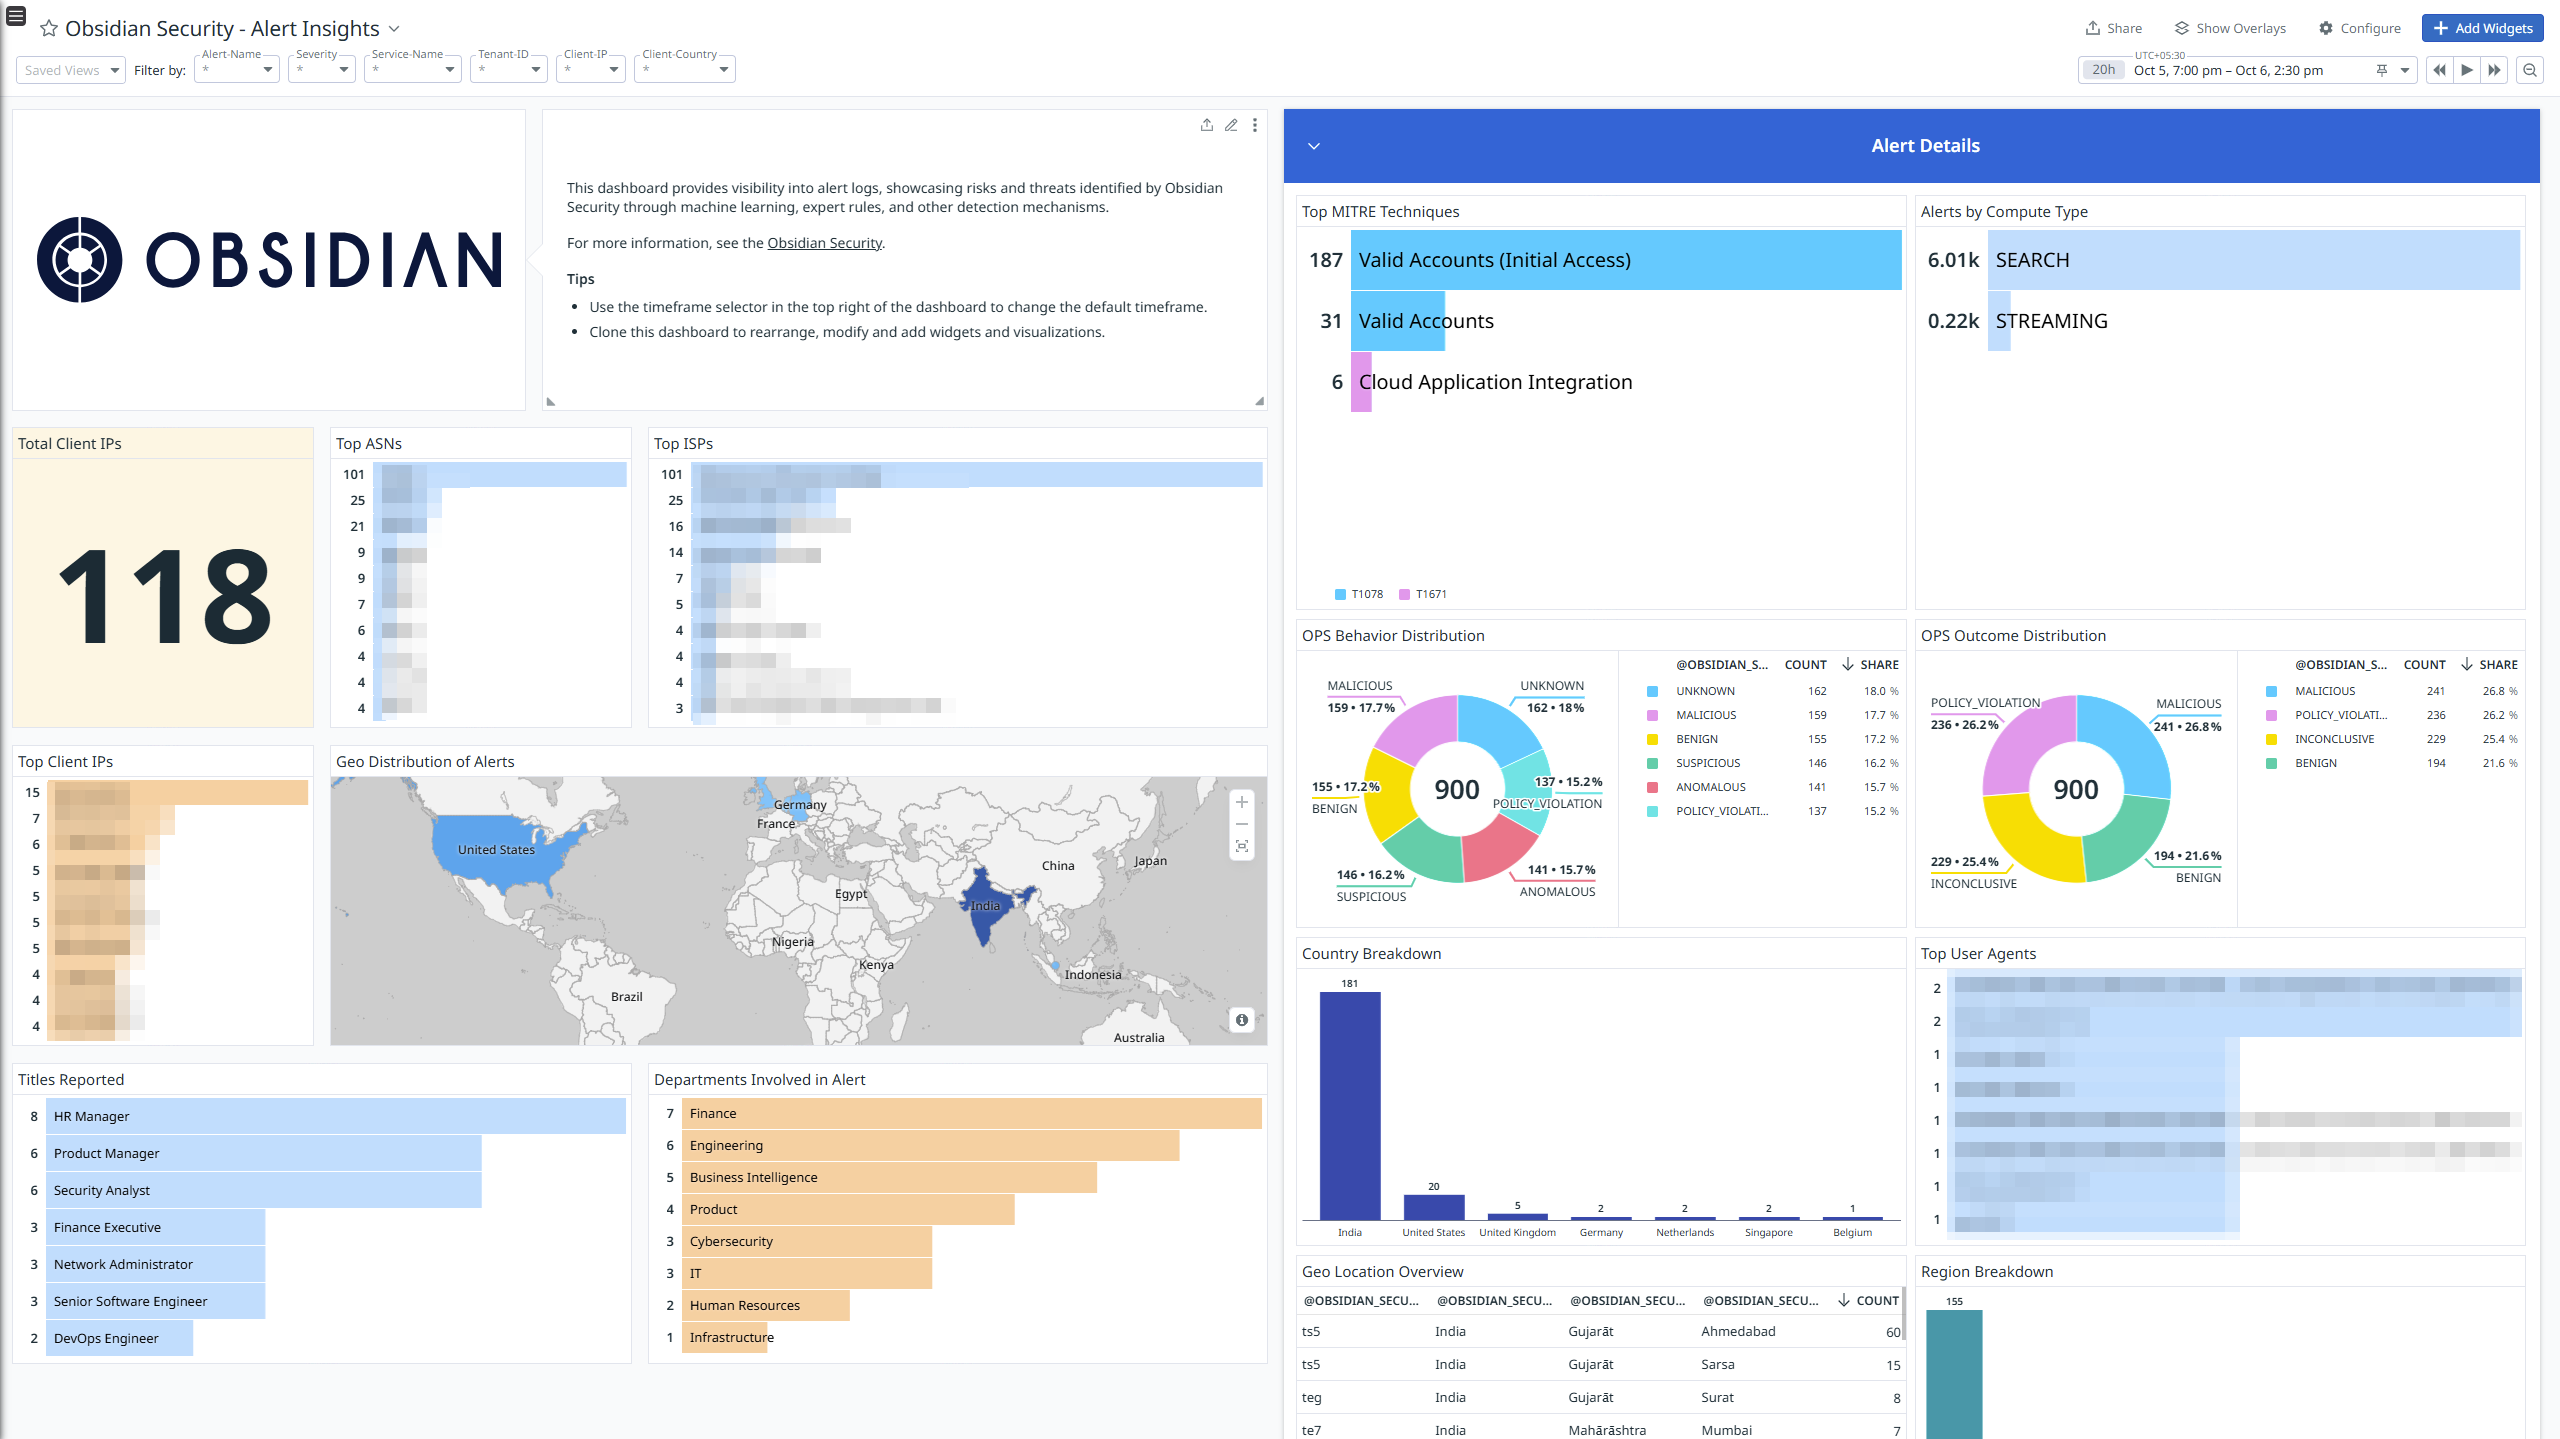 Obsidian Security - Alert Insights
Share
Show Overlays
Configure
Add Widgets
Saved Views
Filter by:
Alert-Name
*
Severity
*
Service-Name
*
Tenant-ID
*
Client-IP
*
Client-Country
*
UTC+05:30
20h
Oct 5, 7:00 pm – Oct 6, 2:30 pm
OBSIDIAN
This dashboard provides visibility into alert logs, showcasing risks and threats identified by Obsidian
Security through machine learning, expert rules, and other detection mechanisms.
For more information, see the Obsidian Security.
Tips
• Use the timeframe selector in the top right of the dashboard to change the default timeframe.
• Clone this dashboard to rearrange, modify and add widgets and visualizations.
Total Client IPs
118
Top ASNs
101
25
21
9
9
7
6
4
4
4
Top ISPs
101
25
16
14
7
5
4
4
4
3
Top Client IPs
15
7
6
5
5
5
5
4
4
4
Geo Distribution of Alerts
Germany
France
United States
China
Japan
Egypt
India
Nigeria
Kenya
Indonesia
Brazil
Australia
Titles Reported
8 HR Manager
6 Product Manager
6 Security Analyst
3 Finance Executive
3 Network Administrator
3 Senior Software Engineer
2 DevOps Engineer
Departments Involved in Alert
7 Finance
6 Engineering
5 Business Intelligence
4 Product
3 Cybersecurity
3 IT
2 Human Resources
1 Infrastructure
Alert Details
Top MITRE Techniques
187 Valid Accounts (Initial Access)
31 Valid Accounts
6 Cloud Application Integration
T1078 T1671
Alerts by Compute Type
6.01k SEARCH
0.22k STREAMING
OPS Behavior Distribution
MALICIOUS
159 • 17.7%
UNKNOWN
162 • 18%
155 • 17.2%
BENIGN
900
137 • 15.2%
POLICY_VIOLATION
146 • 16.2%
SUSPICIOUS
141 • 15.7%
ANOMALOUS
@OBSIDIAN_S... COUNT SHARE
UNKNOWN 162 18.0 %
MALICIOUS 159 17.7 %
BENIGN 155 17.2 %
SUSPICIOUS 146 16.2 %
ANOMALOUS 141 15.7 %
POLICY_VIOLATI... 137 15.2 %
OPS Outcome Distribution
POLICY_VIOLATION
236 • 26.2%
MALICIOUS
241 • 26.8%
900
229 • 25.4%
INCONCLUSIVE
194 • 21.6%
BENIGN
@OBSIDIAN_S... COUNT SHARE
MALICIOUS 241 26.8 %
POLICY_VIOLATI... 236 26.2 %
INCONCLUSIVE 229 25.4 %
BENIGN 194 21.6 %
Country Breakdown
181
20
5
2
2
2
1
India United States United Kingdom Germany Netherlands Singapore Belgium
Top User Agents
2
2
1
1
1
1
1
1
Geo Location Overview
@OBSIDIAN_SECU... @OBSIDIAN_SECU... @OBSIDIAN_SECU... @OBSIDIAN_SECU... COUNT
ts5 India Gujarāt Ahmedabad 60
ts5 India Gujarāt Sarsa 15
teg India Gujarāt Surat 8
te7 India Mahārāshtra Mumbai 7
Region Breakdown
155